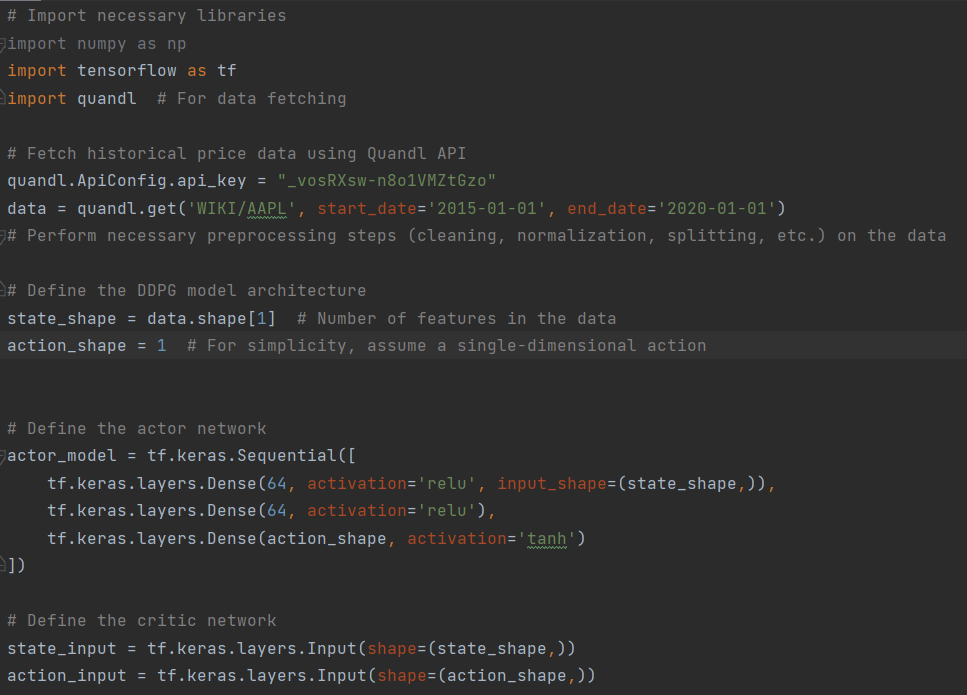 # Import necessary libraries
import numpy as np
import tensorflow as tf
import quandl  # For data fetching
# Fetch historical price data using Quandl API
quandl.ApiConfig.api_key = "_vosRXsw-n8o1VMZtGzo"
data = quandl.get('WIKI/AAPL', start_date='2015-01-01', end_date='2020-01-01')
# Perform necessary preprocessing steps (cleaning, normalization, splitting, etc.) on the data
# Define the DDPG model architecture
state_shape = data.shape[1]  # Number of features in the data
action_shape = 1  # For simplicity, assume a single-dimensional action
# Define the actor network
actor_model = tf.keras.Sequential([
    tf.keras.layers.Dense(64, activation='relu', input_shape=(state_shape,)),
    tf.keras.layers.Dense(64, activation='relu'),
    tf.keras.layers.Dense(action_shape, activation='tanh')
])
# Define the critic network
state_input = tf.keras.layers.Input(shape=(state_shape,))
action_input = tf.keras.layers.Input(shape=(action_shape,))